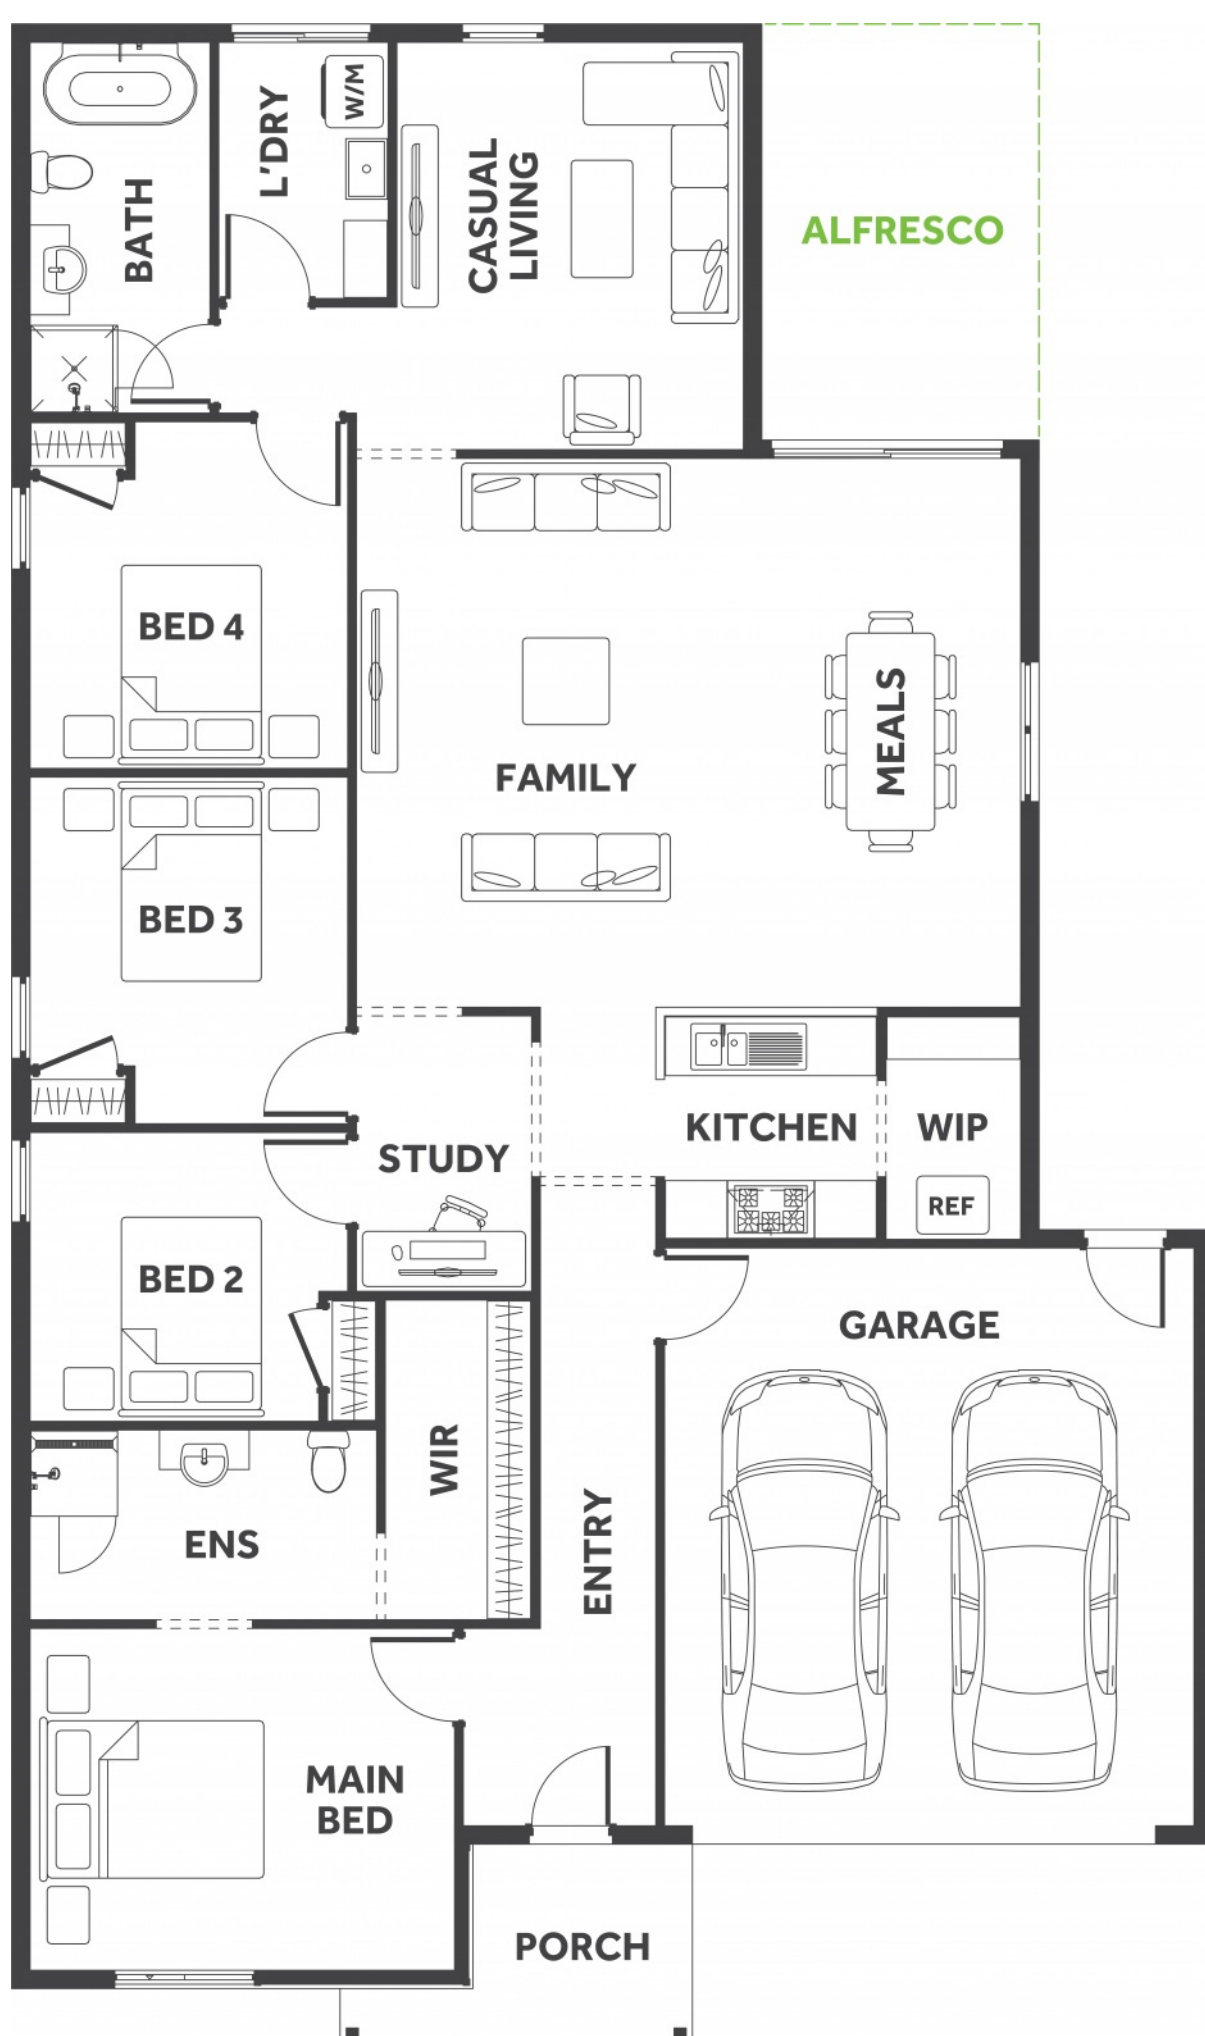 BATH
L'DRY
W/M
CASUAL
LIVING
ALFRESCO
BED 4
FAMILY
MEALS
BED 3
STUDY
KITCHEN
WIP
REF
BED 2
GARAGE
WIR
ENS
ENTRY
MAIN
BED
PORCH